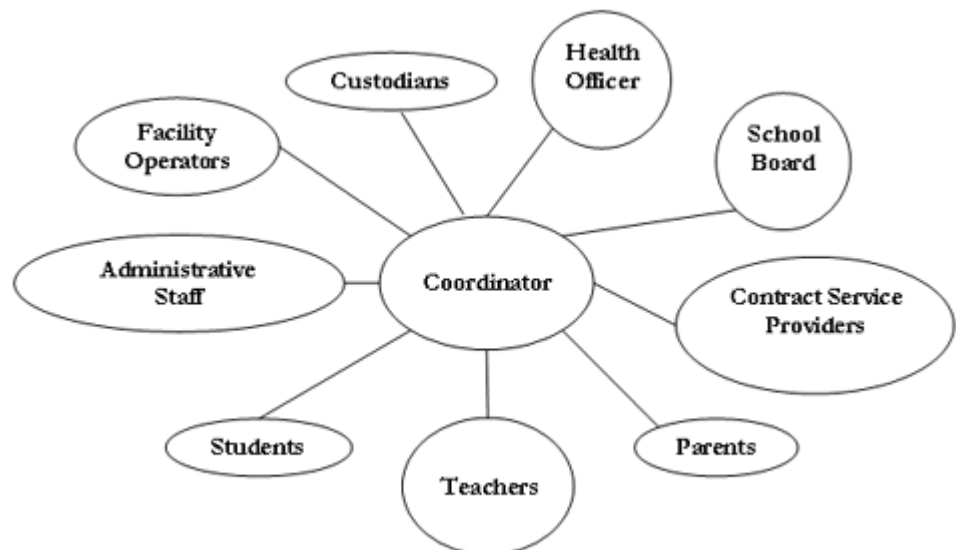 Health
Officer
Custodians
Facility
Operators
School
Board
Administrative
Staff
Coordinator
Contract Service
Providers
Students
Teachers
Parents